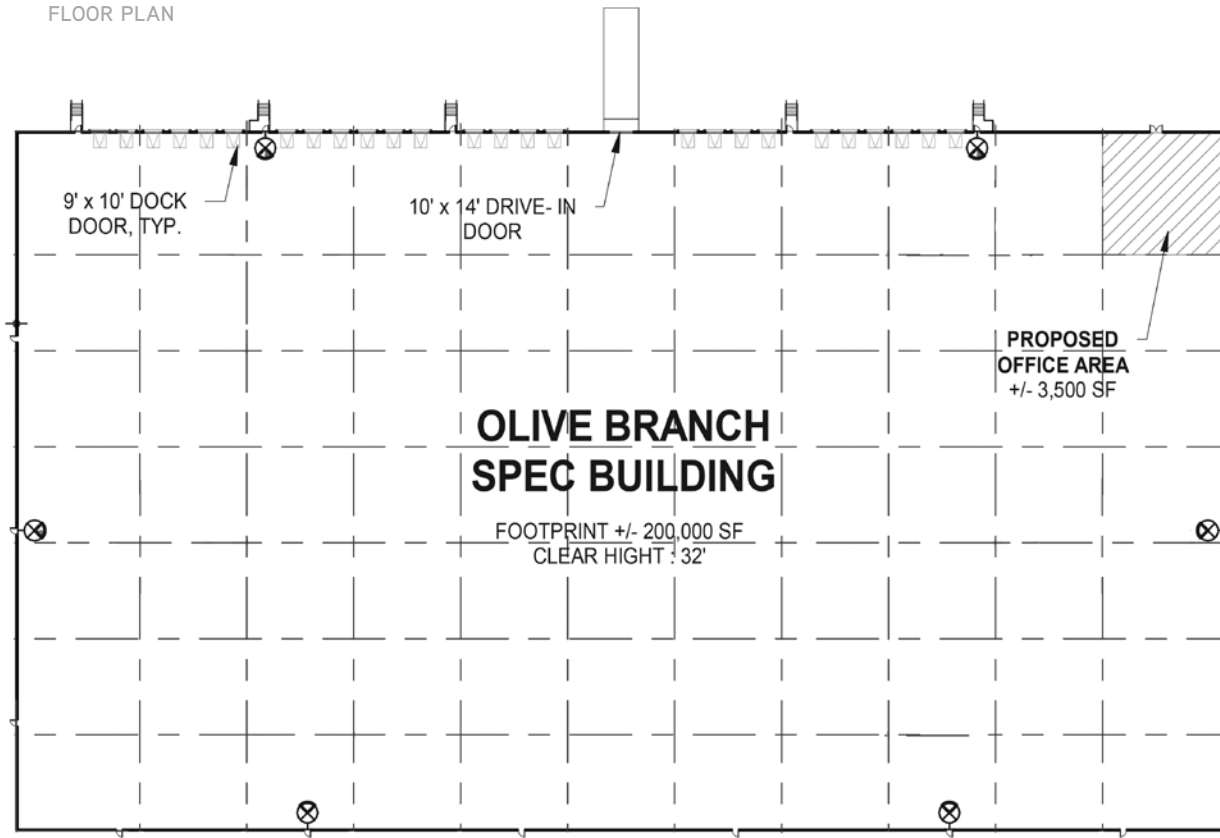 FLOOR PLAN
9' x 10' DOCK
DOOR, TYP.
10' x 14' DRIVE- IN
DOOR
PROPOSED
OFFICE AREA
+/- 3,500 SF
OLIVE BRANCH
SPEC BUILDING
FOOTPRINT +/- 200,000 SF
CLEAR HIGHT : 32'